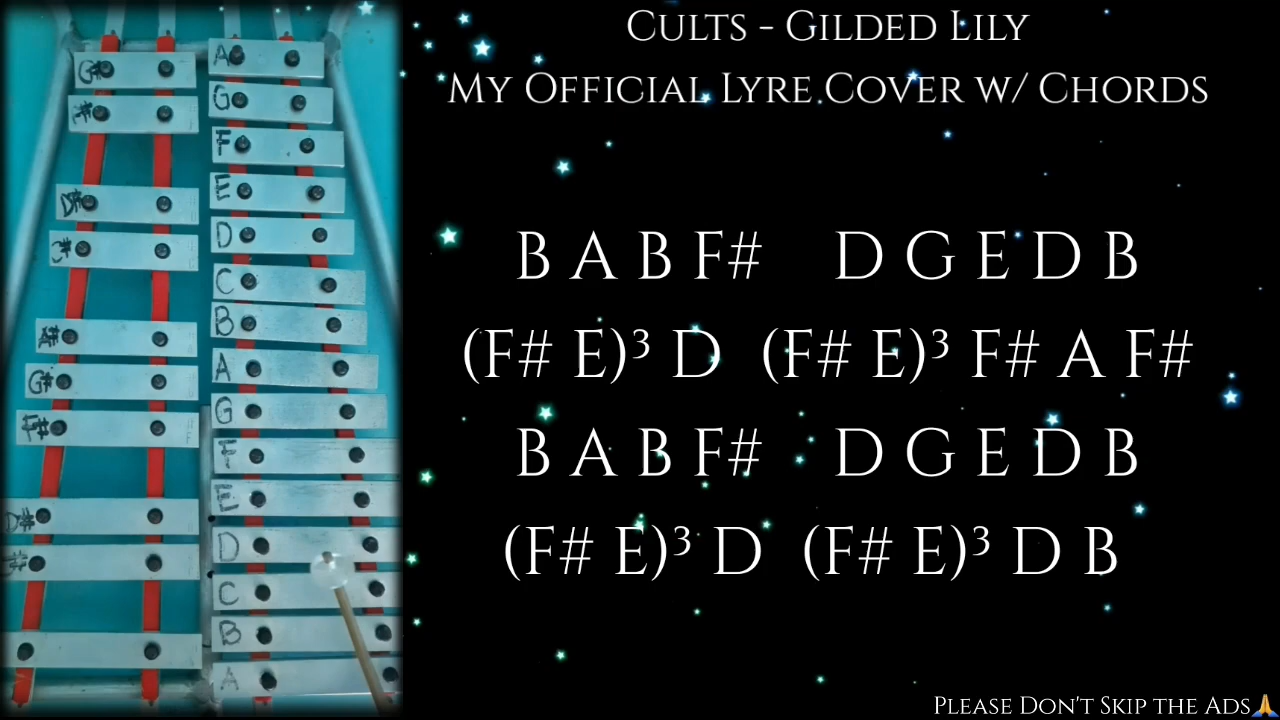 Cults - Gilded Lily
My Official Lyre Cover w/ Chords
B A B F# D G E D B
(F# E)³ D (F# E)³ F# A F#
B A B F# D G E D B
(F# E)³ D (F# E)³ D B
Please Don't Skip the Ads🙏
G#
A
G
F
D#
E
C#
D
C
A#
B
G#
A
F#
G
F
D#
E
D
C
B
A